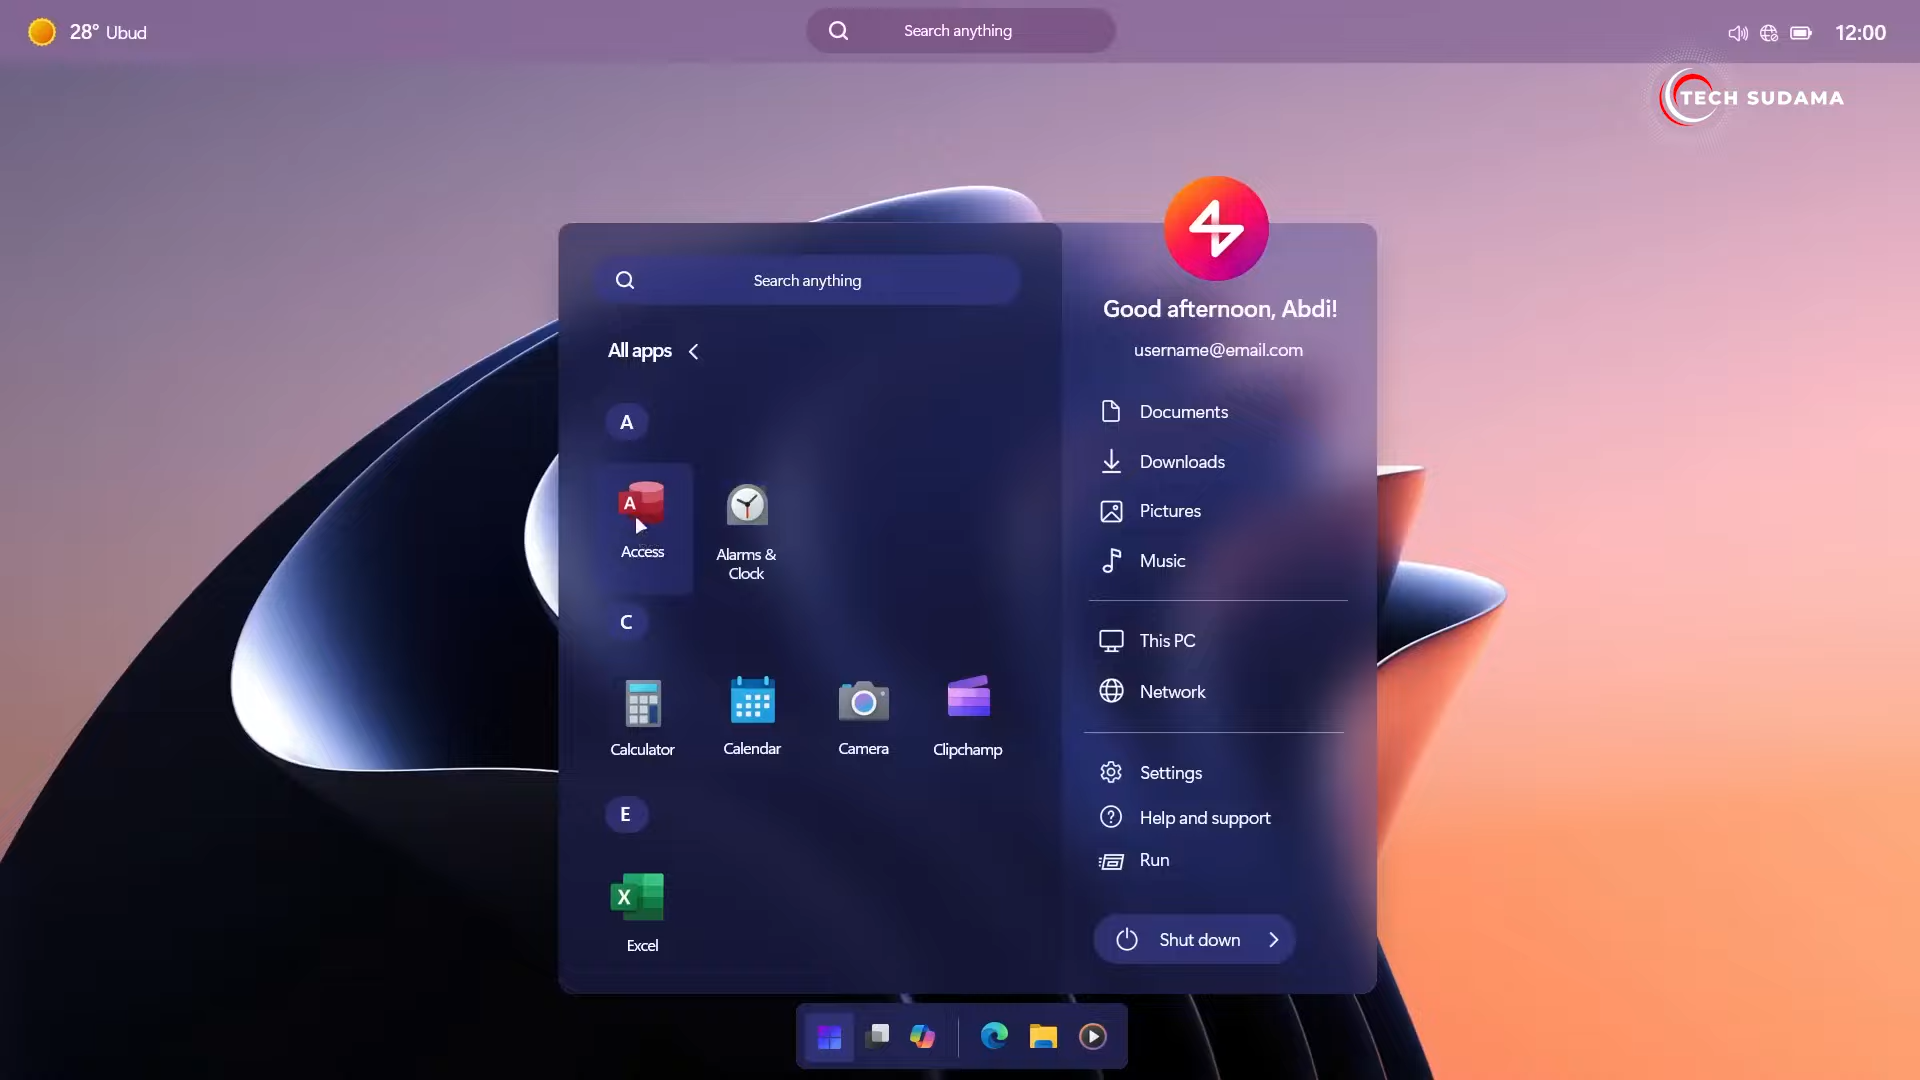 28° Ubud
Search anything
12:00
TECH SUDAMA
Search anything
All apps
A
A
Access
Alarms &
Clock
C
Calculator
Calendar
Camera
Clipchamp
E
X
Excel
Good afternoon, Abdi!
username@email.com
Documents
Downloads
Pictures
Music
This PC
Network
Settings
Help and support
Run
Shut down